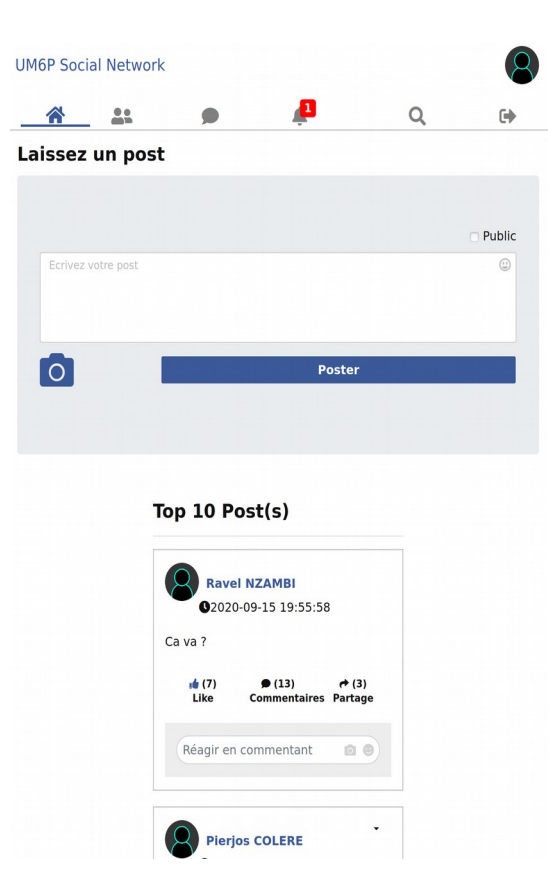 UM6P Social Network
1
Laissez un post
Public
Ecrivez votre post
Poster
Top 10 Post(s)
Ravel NZAMBI
2020-09-15 19:55:58
Ca va ?
(7) (13) (3)
Like Commentaires Partage
Réagir en commentant
Pierjos COLERE